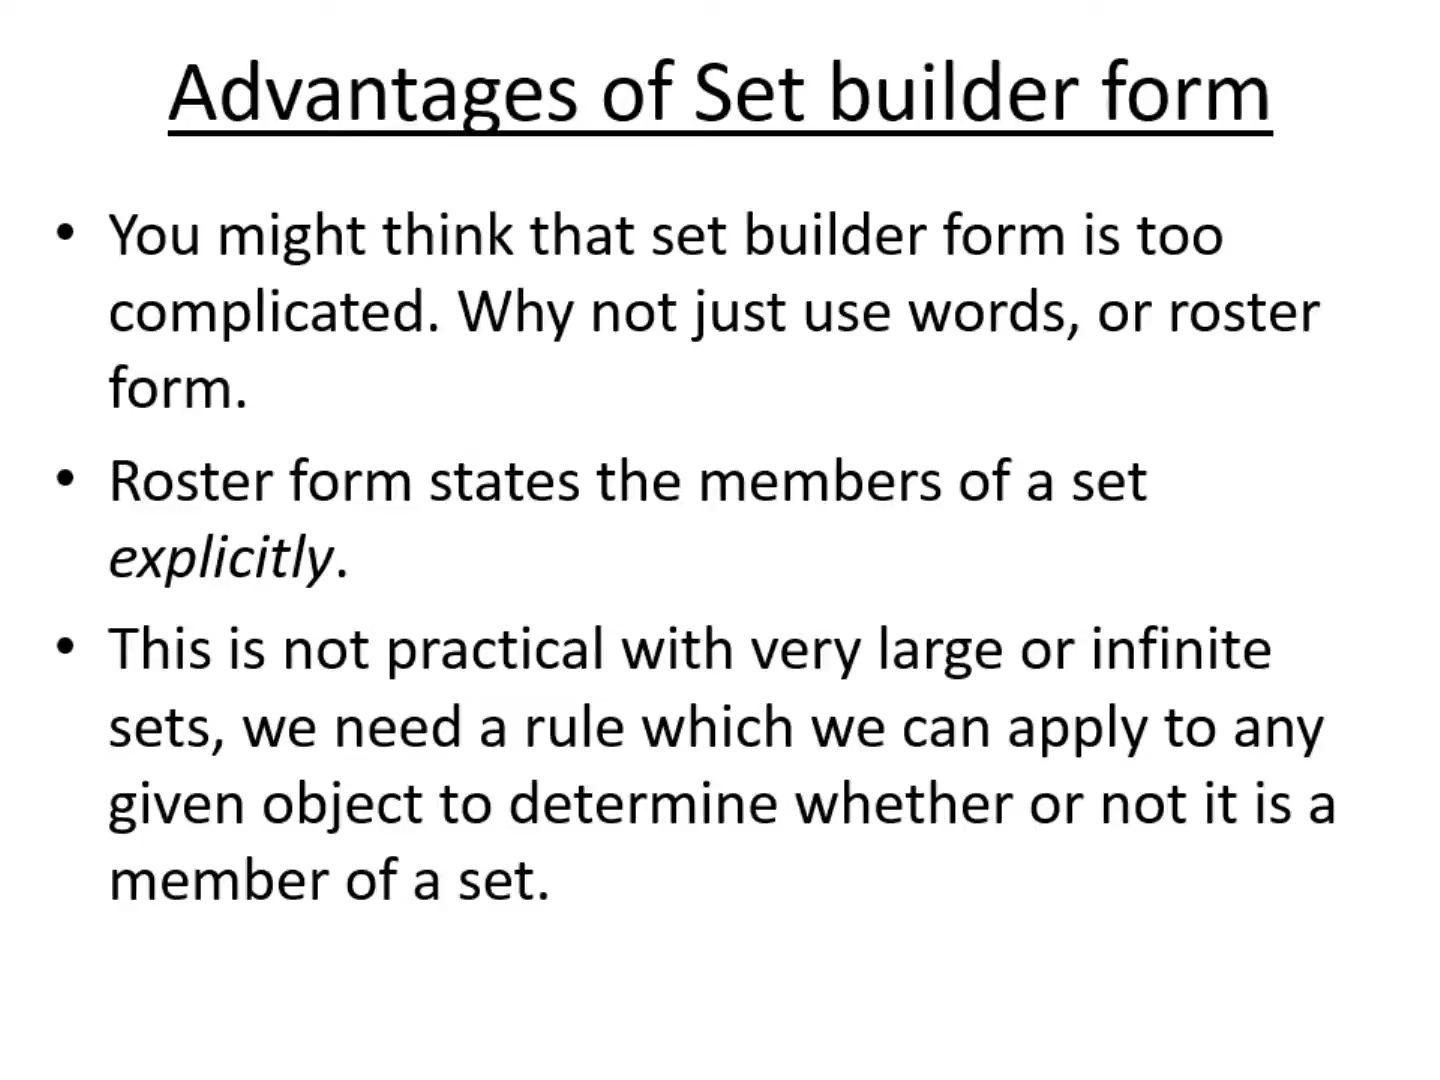 Advantages of Set builder form
• You might think that set builder form is too
complicated. Why not just use words, or roster
form.
• Roster form states the members of a set
explicitly.
• This is not practical with very large or infinite
sets, we need a rule which we can apply to any
given object to determine whether or not it is a
member of a set.